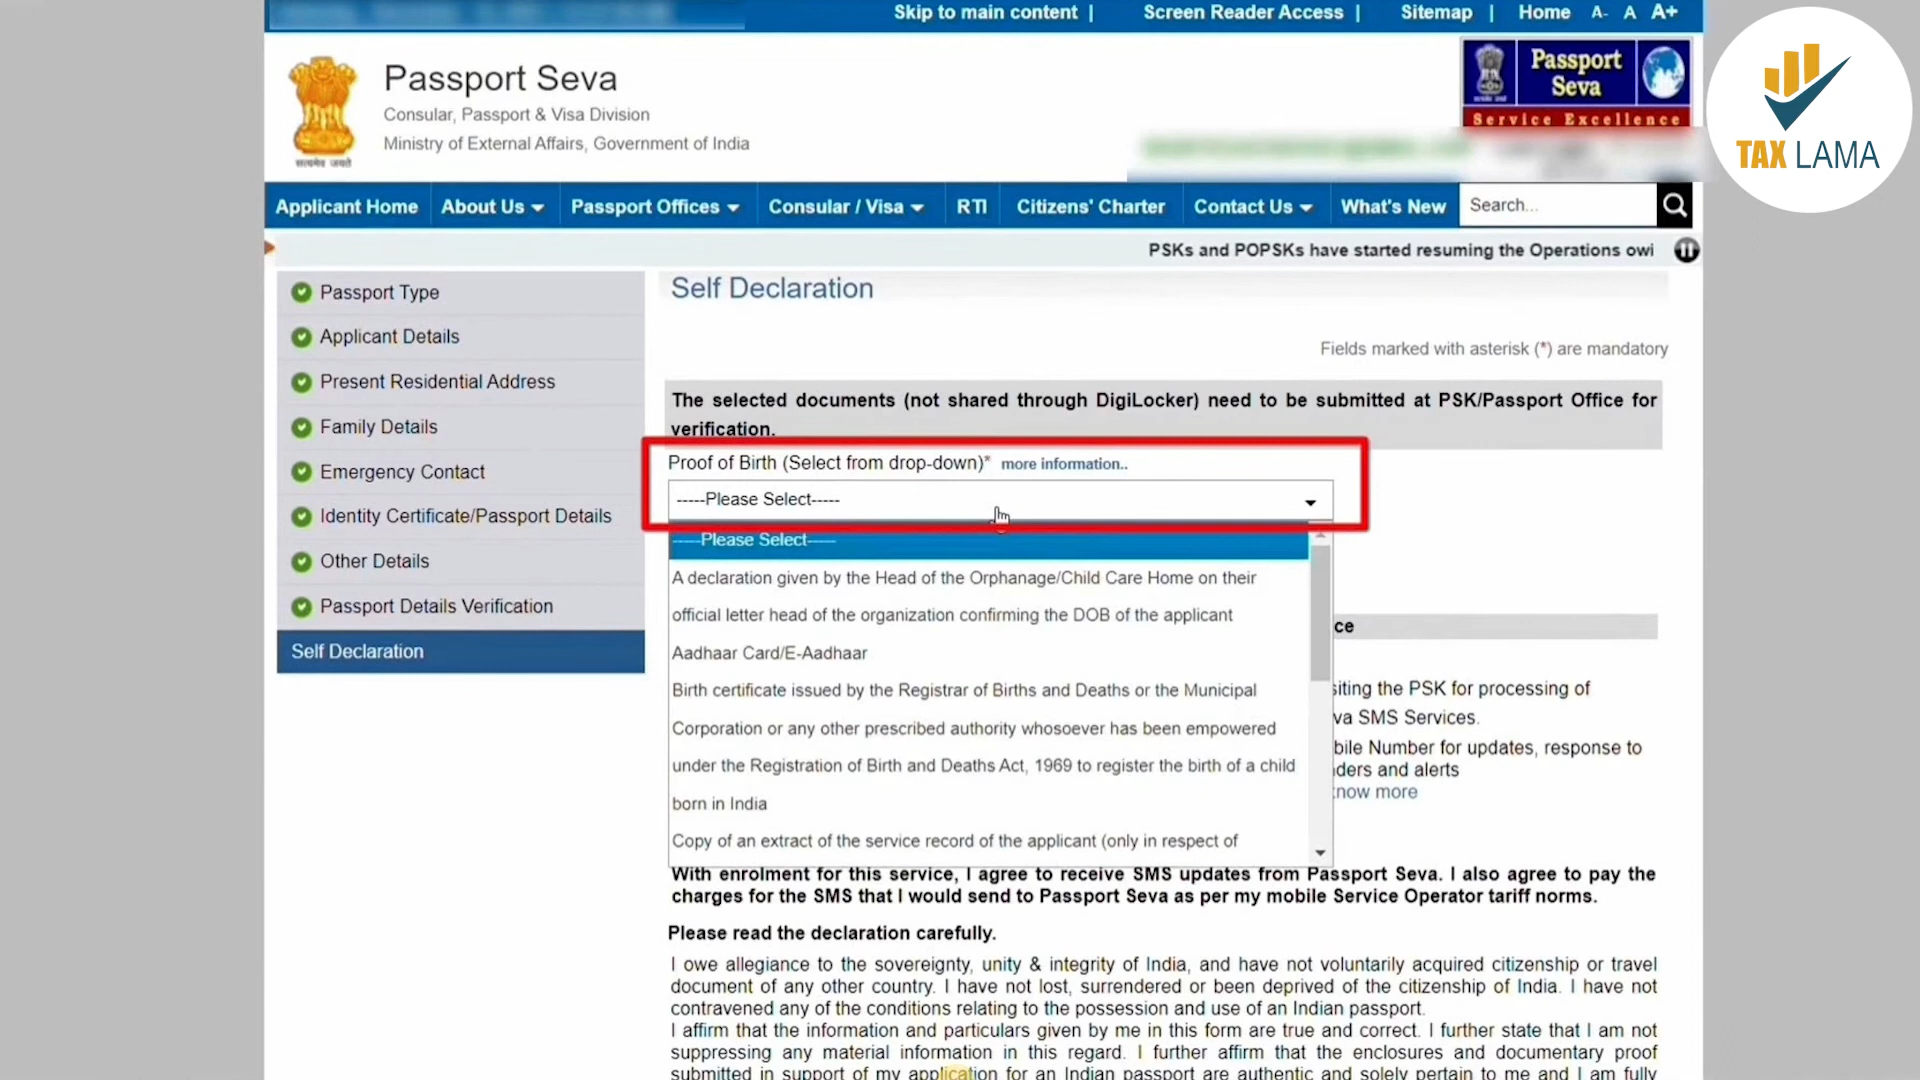 Skip to main content | Screen Reader Access | Sitemap | Home A- A A+
Passport Seva
Consular, Passport & Visa Division
Ministry of External Affairs, Government of India
सत्यमेव जयते
Passport
Seva
Service Excellence
TAX LAMA
Applicant Home About Us Passport Offices Consular / Visa RTI Citizens' Charter Contact Us What's New Search...
PSKs and POPSKs have started resuming the Operations owi
Passport Type
Applicant Details
Present Residential Address
Family Details
Emergency Contact
Identity Certificate/Passport Details
Other Details
Passport Details Verification
Self Declaration
Self Declaration
Fields marked with asterisk (*) are mandatory
The selected documents (not shared through DigiLocker) need to be submitted at PSK/Passport Office for
verification.
Proof of Birth (Select from drop-down)* more information..
-----Please Select-----
-----Please Select-----
A declaration given by the Head of the Orphanage/Child Care Home on their
official letter head of the organization confirming the DOB of the applicant
Aadhaar Card/E-Aadhaar
Birth certificate issued by the Registrar of Births and Deaths or the Municipal
Corporation or any other prescribed authority whosoever has been empowered
under the Registration of Birth and Deaths Act, 1969 to register the birth of a child
born in India
Copy of an extract of the service record of the applicant (only in respect of
ce
siting the PSK for processing of
va SMS Services.
bile Number for updates, response to
ders and alerts
know more
With enrolment for this service, I agree to receive SMS updates from Passport Seva. I also agree to pay the
charges for the SMS that I would send to Passport Seva as per my mobile Service Operator tariff norms.
Please read the declaration carefully.
I owe allegiance to the sovereignty, unity & integrity of India, and have not voluntarily acquired citizenship or travel
document of any other country. I have not lost, surrendered or been deprived of the citizenship of India. I have not
contravened any of the conditions relating to the possession and use of an Indian passport.
I affirm that the information and particulars given by me in this form are true and correct. I further state that I am not
suppressing any material information in this regard. I further affirm that the enclosures and documentary proof
submitted in support of my application for an Indian passport are authentic and solely pertain to me and I am fully